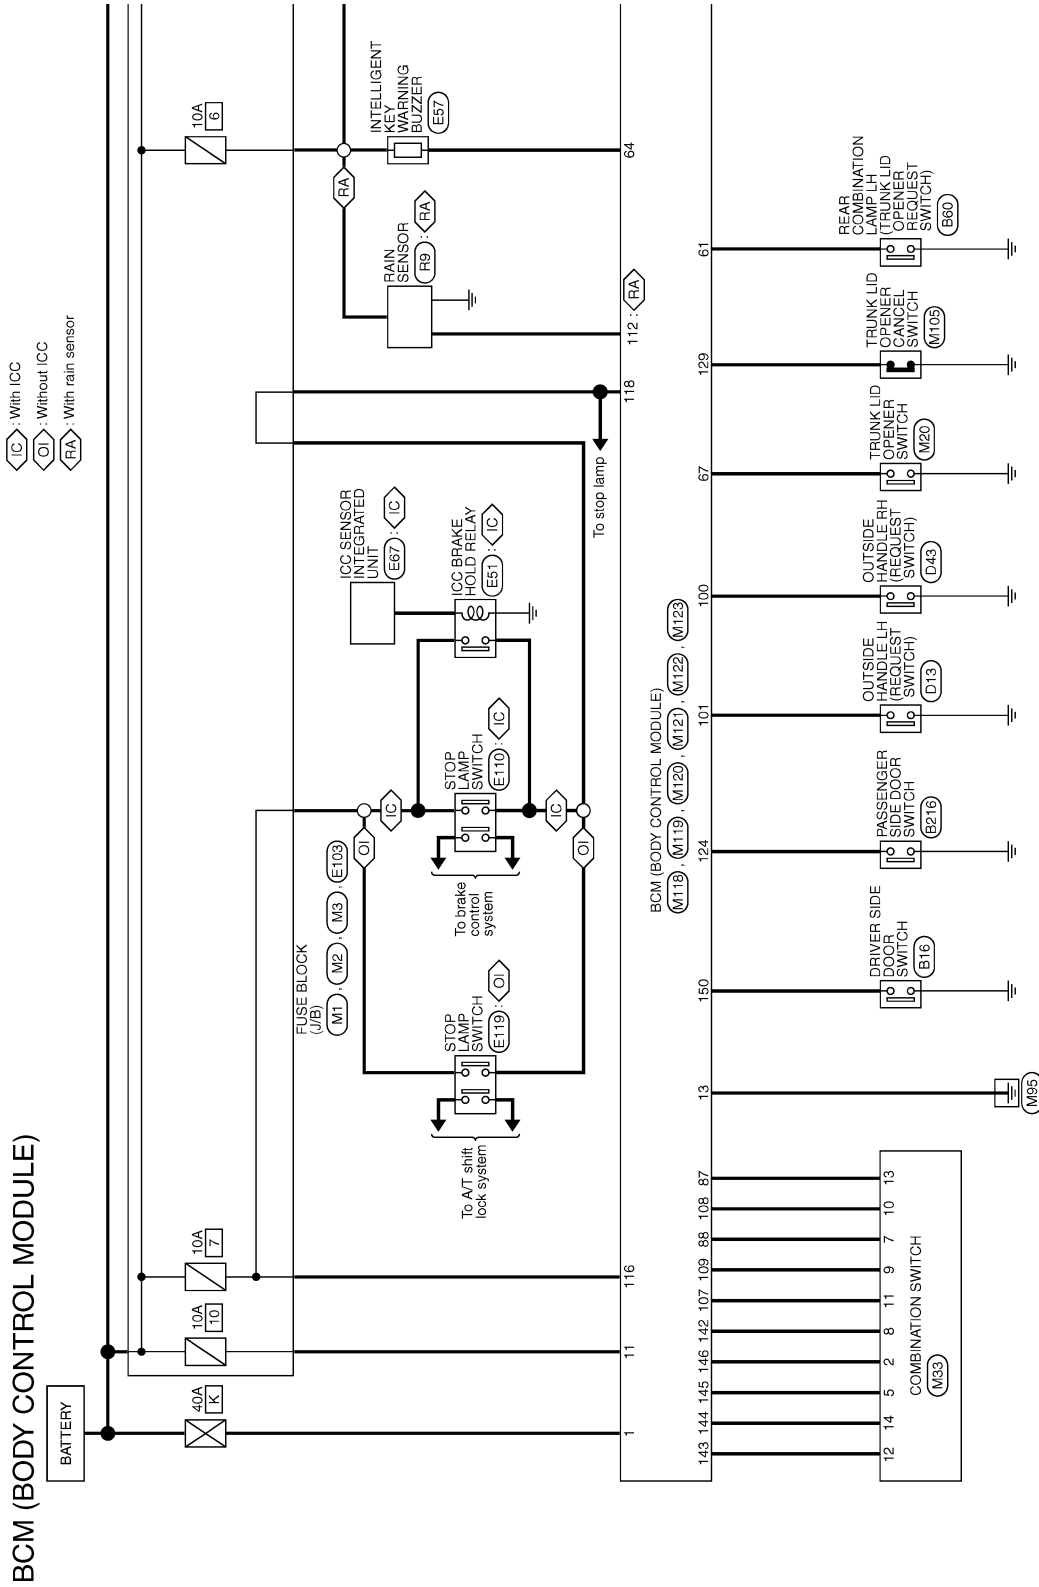 BCM (BODY CONTROL MODULE)
IC : With ICC
OI : Without ICC
RA : With rain sensor
BATTERY
40A
K
10A
10
10A
7
10A
6
FUSE BLOCK
(J/B)
M1 , M2 , M3 , E103
OI
IC
RA
INTELLIGENT
KEY
WARNING
BUZZER
E57
RAIN
SENSOR
R9 : RA
ICC SENSOR
INTEGRATED
UNIT
E67 : IC
STOP
LAMP
SWITCH
E119 : OI
STOP
LAMP
SWITCH
E110 : IC
ICC BRAKE
HOLD RELAY
E51 : IC
To A/T shift
lock system
To brake
control
system
OI
IC
To stop lamp
1
11
116
118
112 : RA
64
BCM (BODY CONTROL MODULE)
M118 , M119 , M120 , M121 , M122 , M123
143
144
145
146
142
107
109
88
108
87
13
150
124
101
100
67
129
61
12
14
5
2
8
11
9
7
10
13
COMBINATION SWITCH
M33
M95
DRIVER SIDE
DOOR
SWITCH
B16
PASSENGER
SIDE DOOR
SWITCH
B216
OUTSIDE
HANDLE LH
(REQUEST
SWITCH)
D13
OUTSIDE
HANDLE RH
(REQUEST
SWITCH)
D43
TRUNK LID
OPENER
SWITCH
M20
TRUNK LID
OPENER
CANCEL
SWITCH
M105
REAR
COMBINATION
LAMP LH
(TRUNK LID
OPENER
REQUEST
SWITCH)
B60